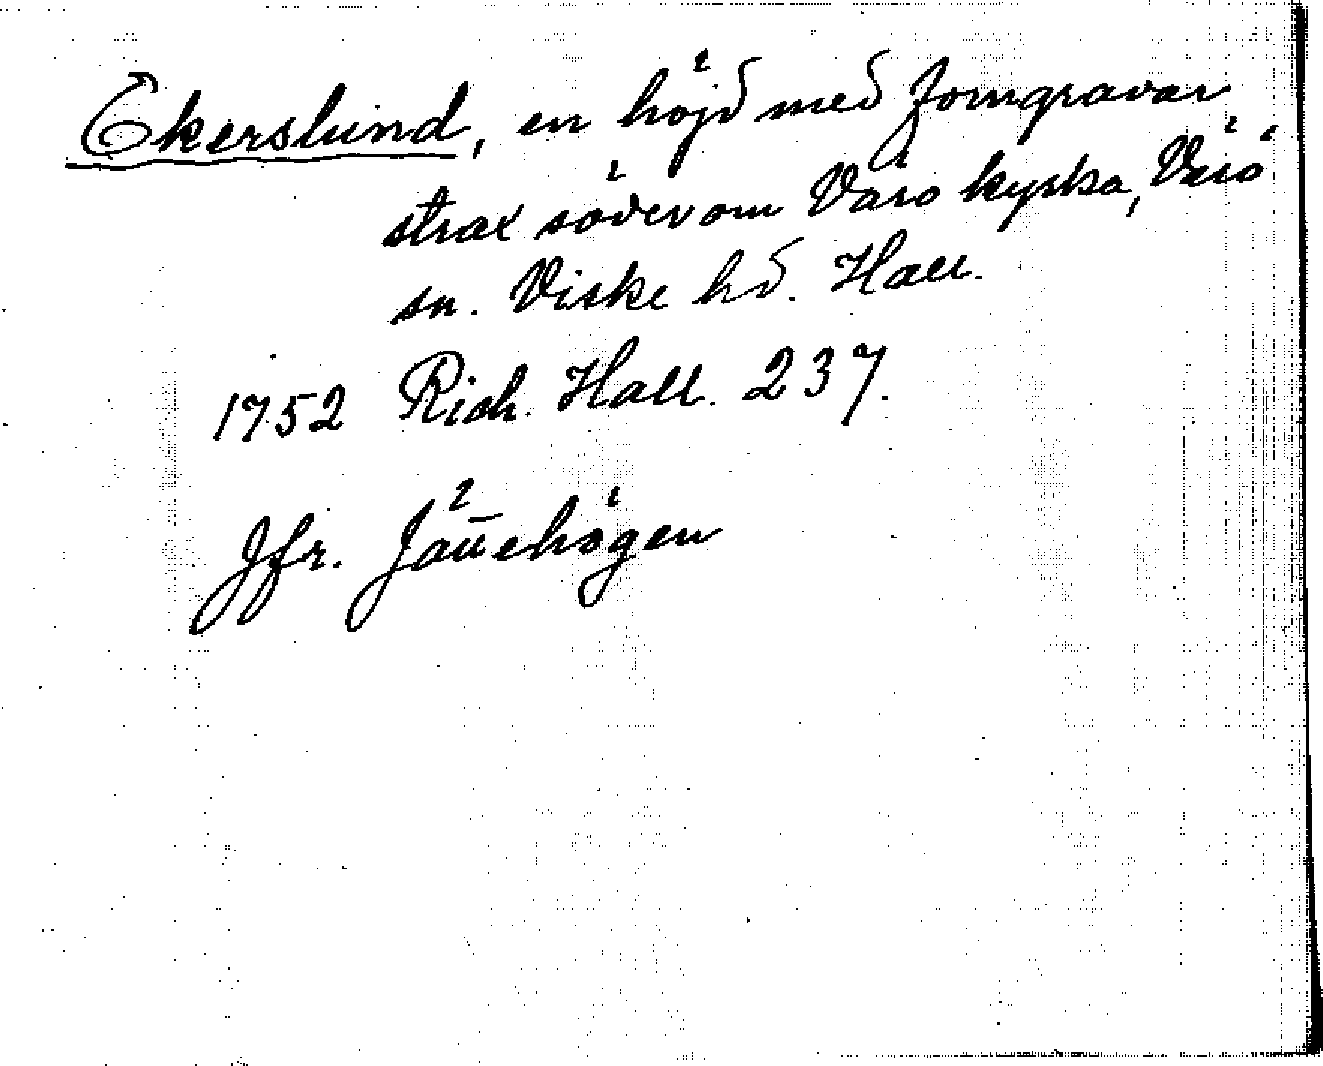 Ekerslund, en höjd med forngravar
strax söder om Värö kyrka, Värö
sn. Viske hd. Hall.
1752 Rich. Hall. 237.
Jfr. högen